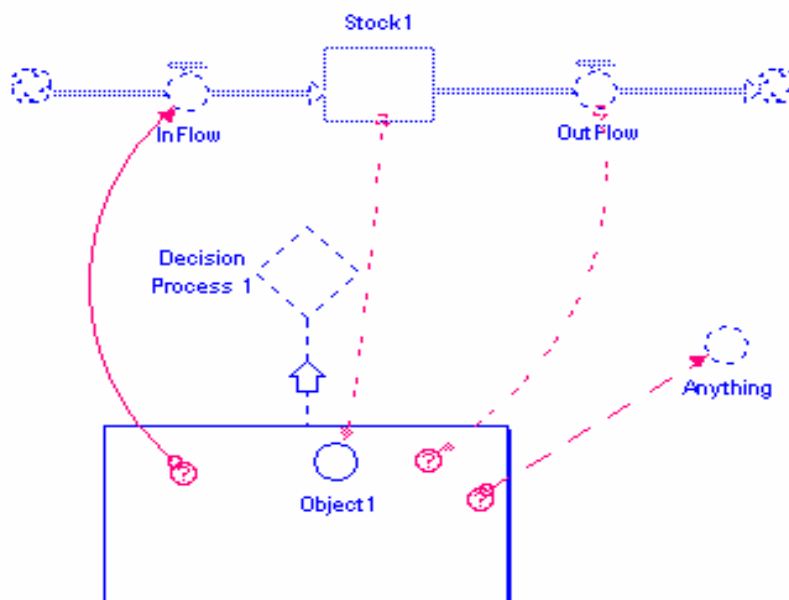 Stock1
InFlow
OutFlow
Decision
Process 1
Anything
?
?
?
Object1